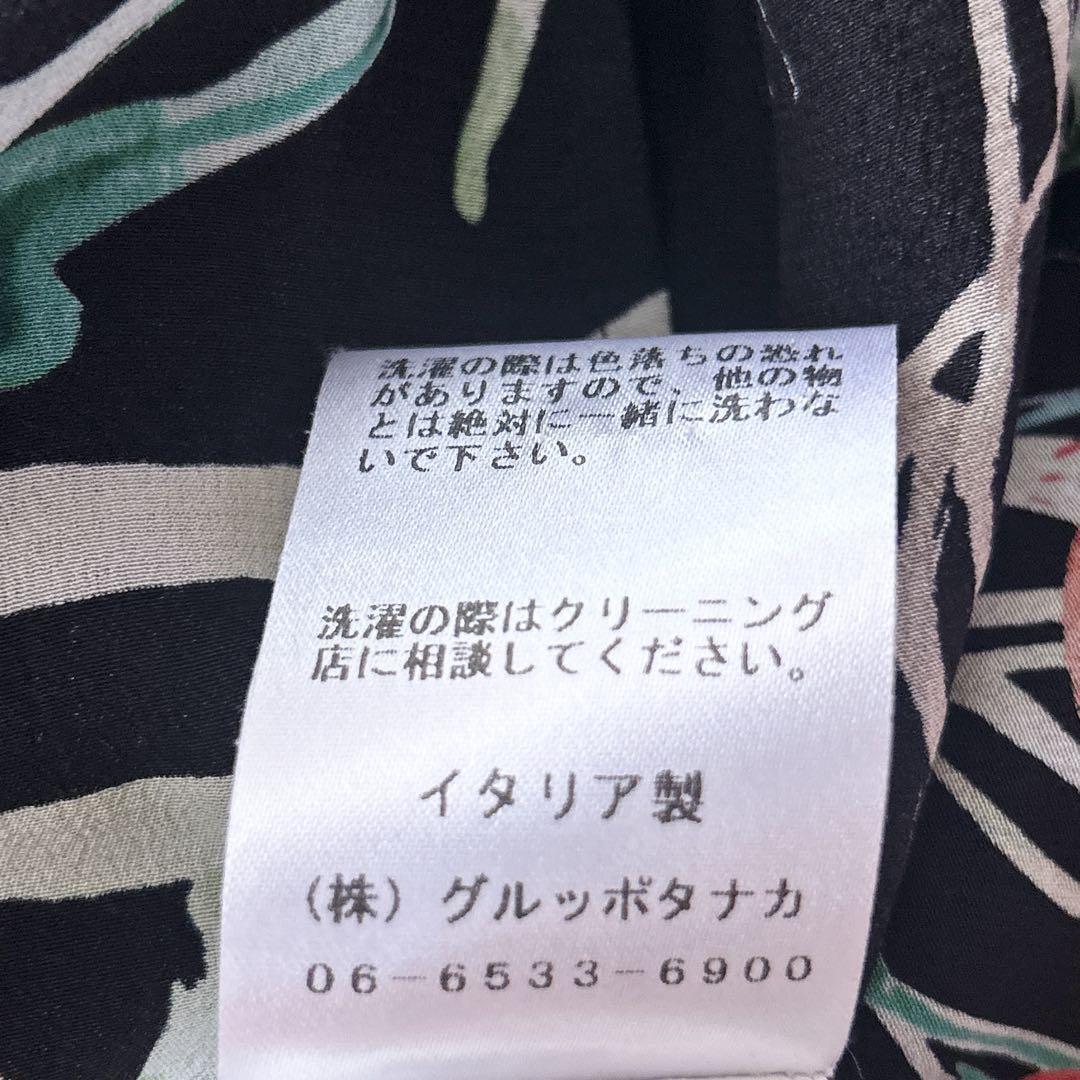 洗濯の際は色落ちの恐れ
がありますので、他の物
とは絶対に一緒に洗わな
いで下さい。
洗濯の際はクリーニング
店に相談してください。
イタリア製
(株)グルッポタナカ
06-6533-6900